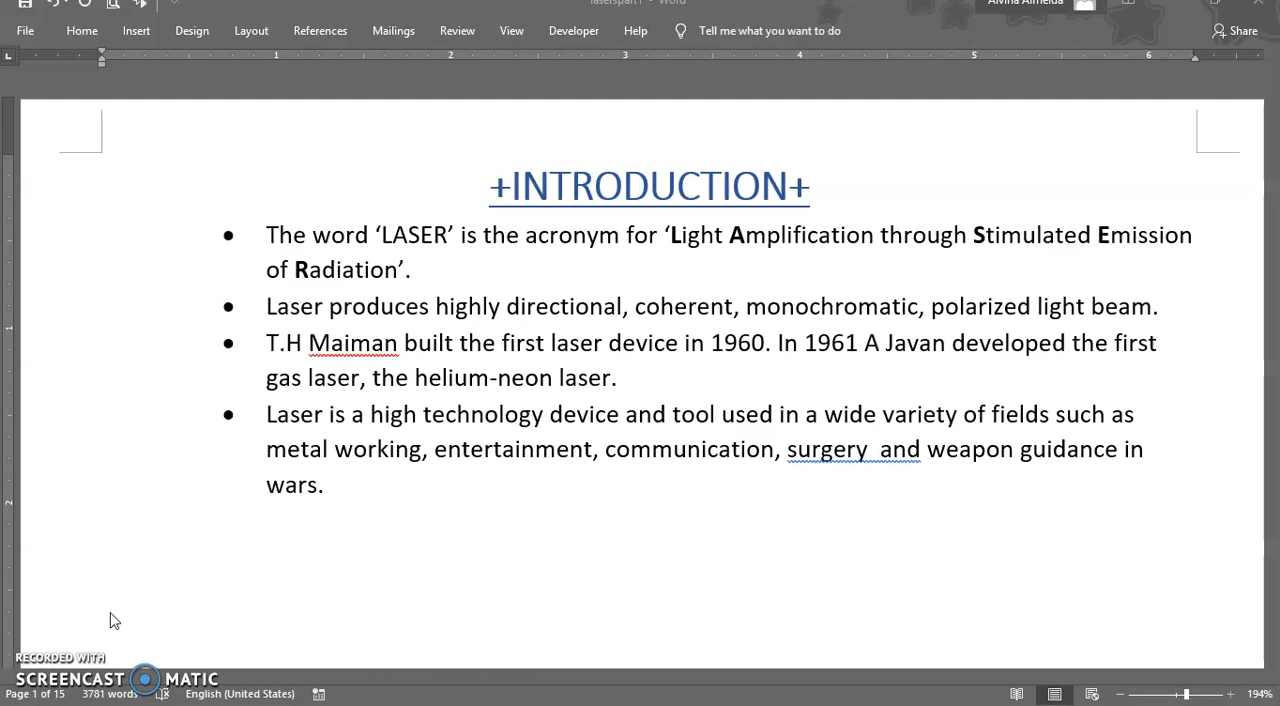 File Home Insert Design Layout References Mailings Review View Developer Help Tell me what you want to do Share
1 2 3 5 6
+INTRODUCTION+
• The word ‘LASER’ is the acronym for ‘Light Amplification through Stimulated Emission
of Radiation’.
• Laser produces highly directional, coherent, monochromatic, polarized light beam.
• T.H Maiman built the first laser device in 1960. In 1961 A Javan developed the first
gas laser, the helium-neon laser.
• Laser is a high technology device and tool used in a wide variety of fields such as
metal working, entertainment, communication, surgery  and weapon guidance in
wars.
RECORDED WITH
SCREENCAST MATIC
Page 1 of 15 3781 words English (United States) 194%